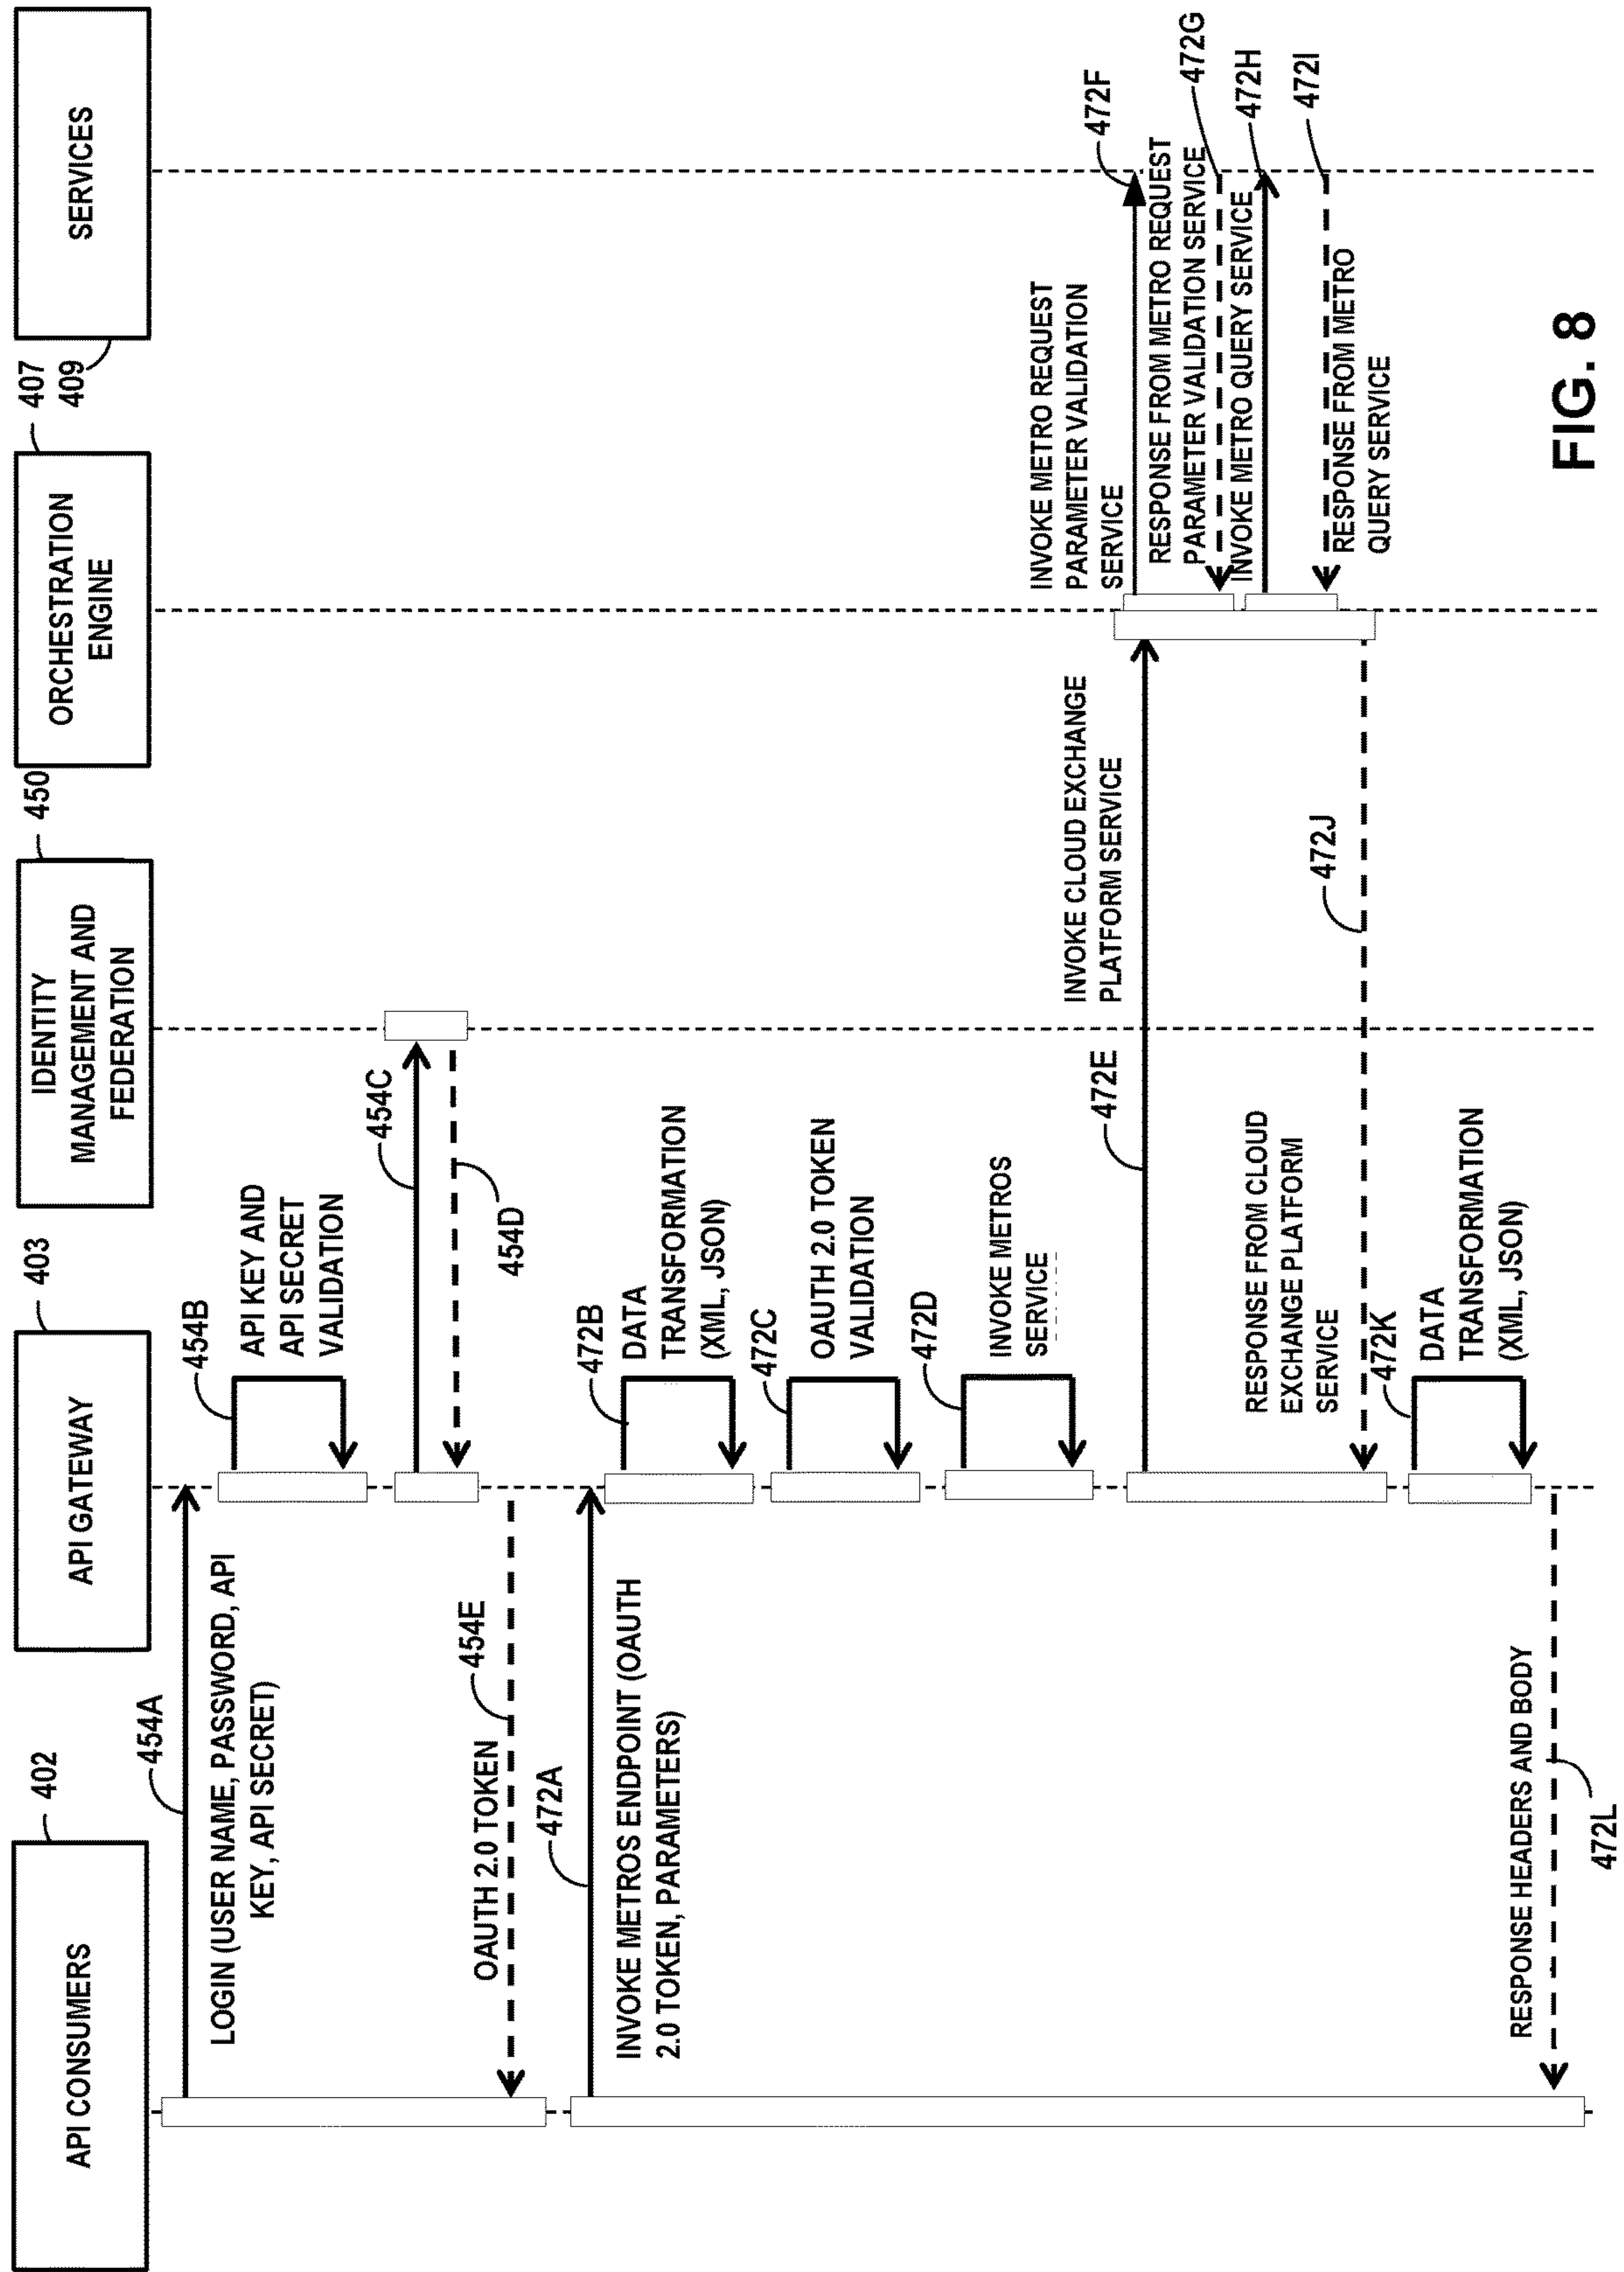 API CONSUMERS
402
API GATEWAY
403
IDENTITY
MANAGEMENT AND
FEDERATION
450
ORCHESTRATION
ENGINE
407
SERVICES
409
454A
LOGIN (USER NAME, PASSWORD, API
KEY, API SECRET)
454B
API KEY AND
API SECRET
VALIDATION
454C
454D
454E
OAUTH 2.0 TOKEN
472A
INVOKE METROS ENDPOINT (OAUTH
2.0 TOKEN, PARAMETERS)
472B
DATA
TRANSFORMATION
(XML, JSON)
472C
OAUTH 2.0 TOKEN
VALIDATION
472D
INVOKE METROS
SERVICE
472E
INVOKE CLOUD EXCHANGE
PLATFORM SERVICE
INVOKE METRO REQUEST
PARAMETER VALIDATION
SERVICE
472F
RESPONSE FROM METRO REQUEST
PARAMETER VALIDATION SERVICE
472G
INVOKE METRO QUERY SERVICE
472H
472I
RESPONSE FROM METRO
QUERY SERVICE
RESPONSE FROM CLOUD
EXCHANGE PLATFORM
SERVICE
472J
472K
DATA
TRANSFORMATION
(XML, JSON)
RESPONSE HEADERS AND BODY
472L
FIG. 8